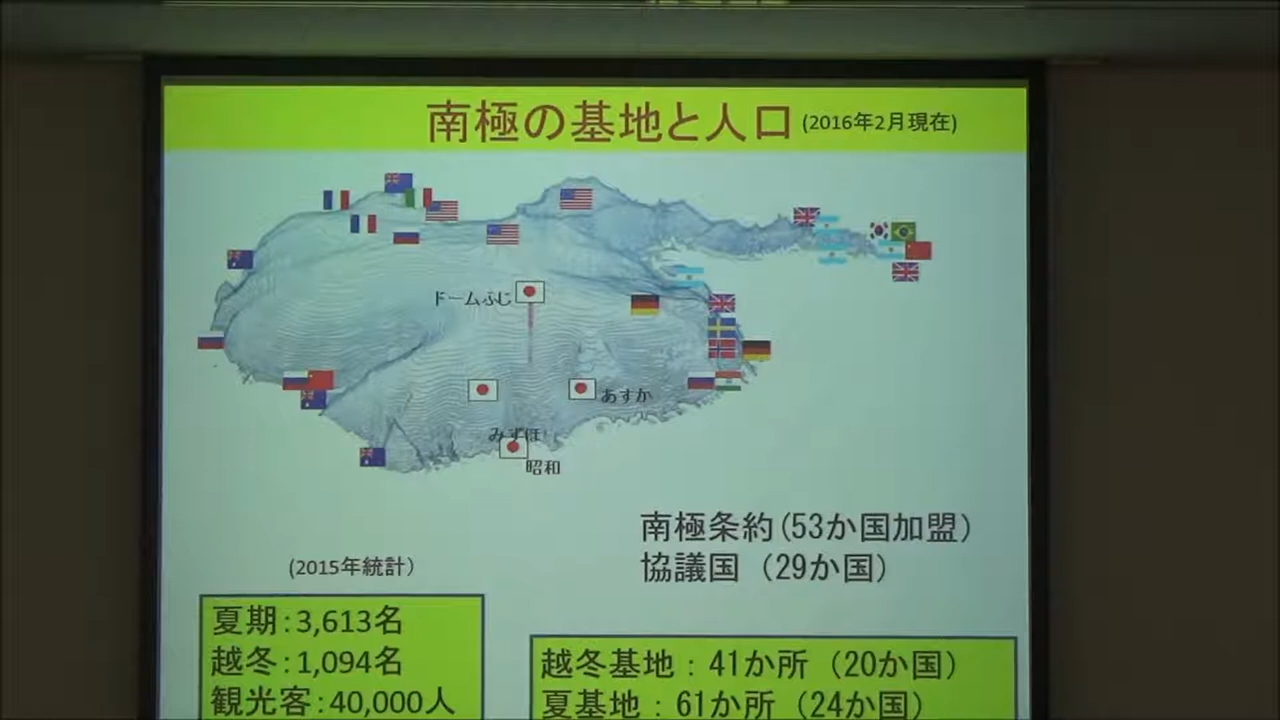 南極の基地と人口 (2016年2月現在)
ドームふじ
あすか
みずほ
昭和
南極条約(53か国加盟)
協議国(29か国)
(2015年統計)
夏期:3,613名
越冬:1,094名
観光客:40,000人
越冬基地:41か所(20か国)
夏基地:61か所(24か国)